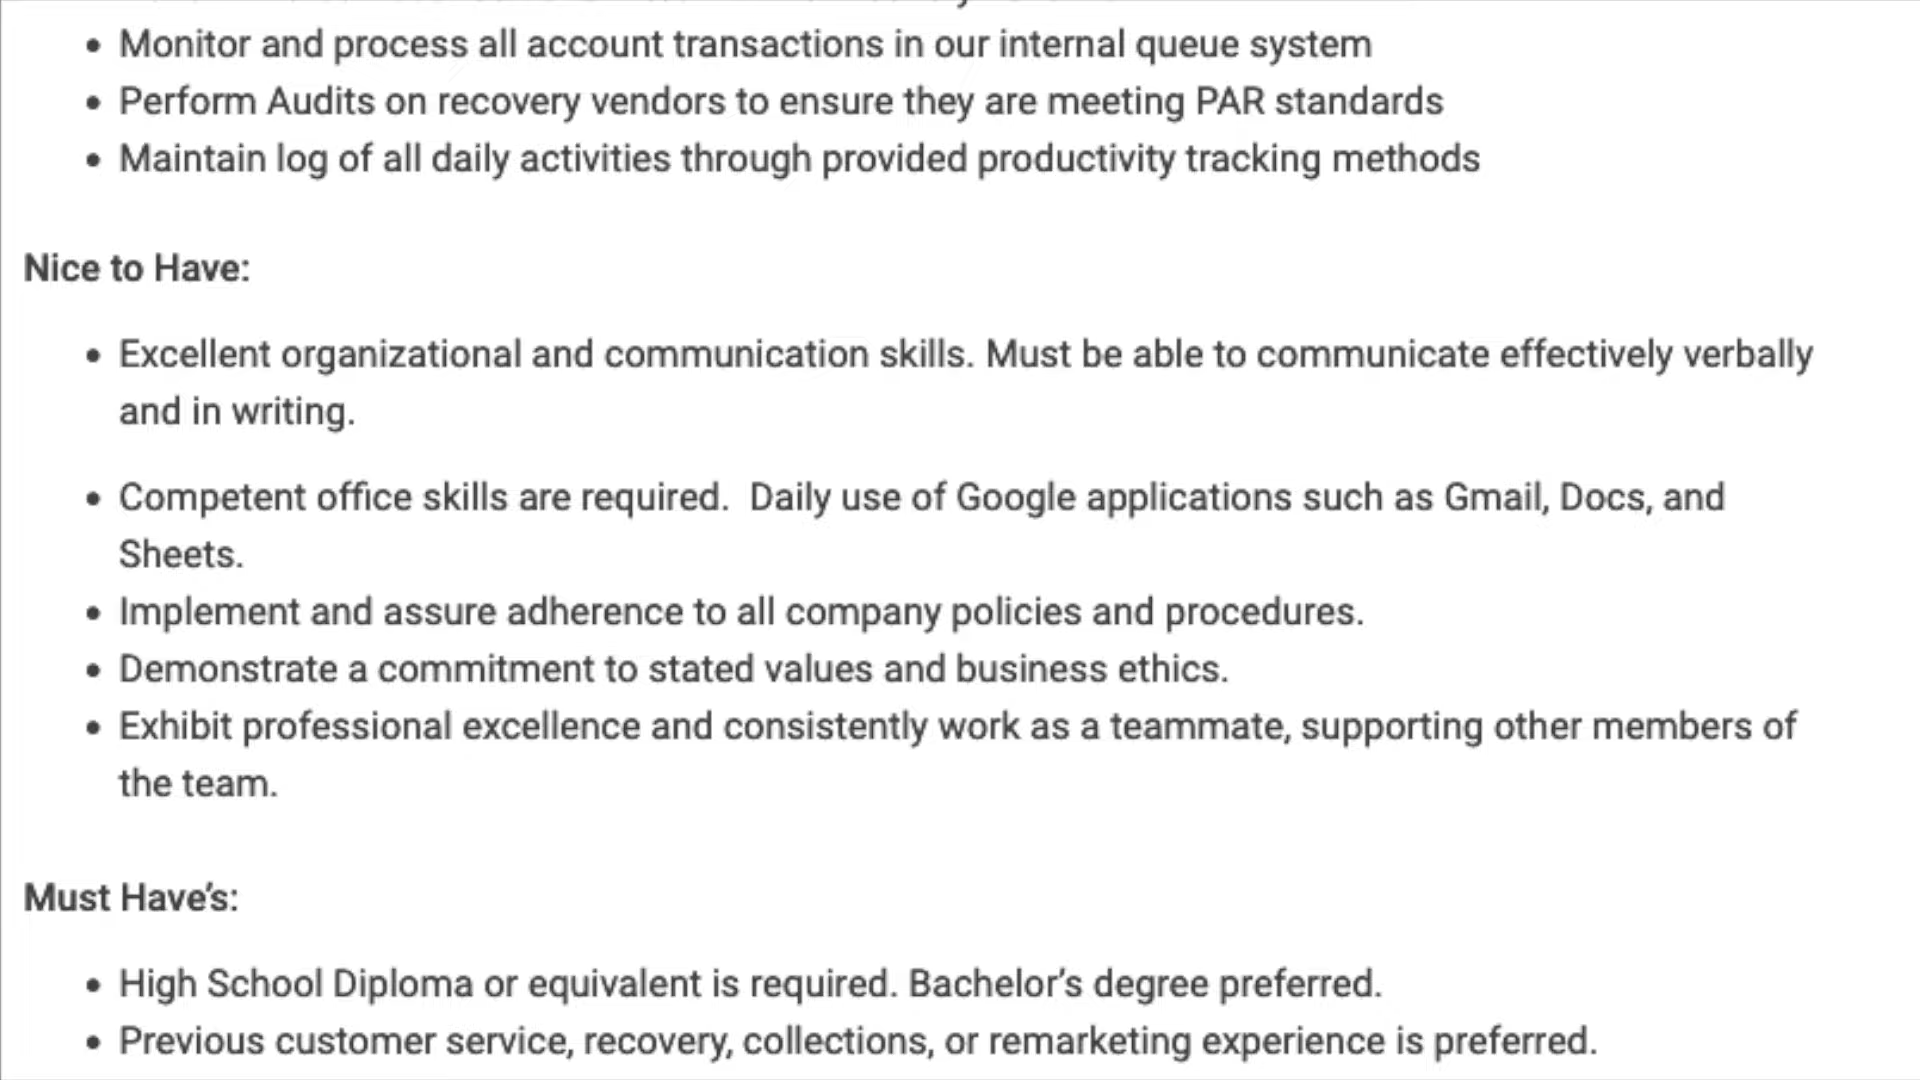 • Monitor and process all account transactions in our internal queue system
• Perform Audits on recovery vendors to ensure they are meeting PAR standards
• Maintain log of all daily activities through provided productivity tracking methods
Nice to Have:
• Excellent organizational and communication skills. Must be able to communicate effectively verbally
and in writing.
• Competent office skills are required.  Daily use of Google applications such as Gmail, Docs, and
Sheets.
• Implement and assure adherence to all company policies and procedures.
• Demonstrate a commitment to stated values and business ethics.
• Exhibit professional excellence and consistently work as a teammate, supporting other members of
the team.
Must Have’s:
• High School Diploma or equivalent is required. Bachelor’s degree preferred.
• Previous customer service, recovery, collections, or remarketing experience is preferred.